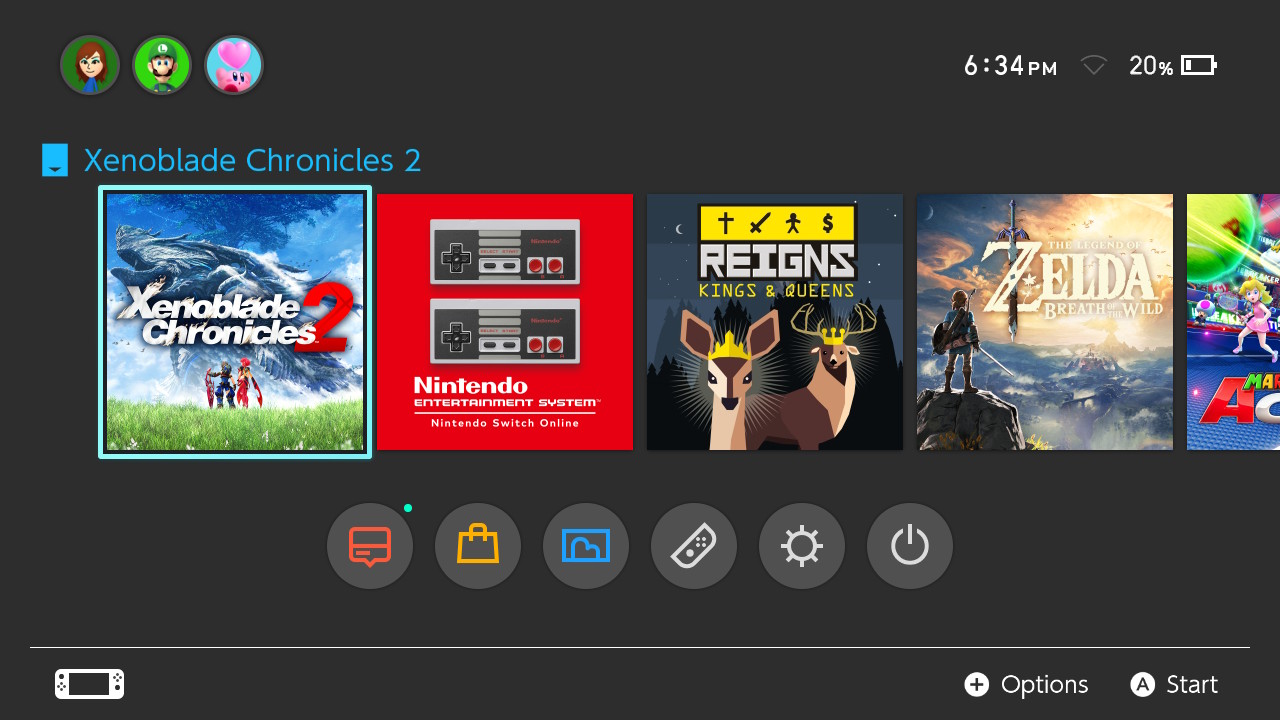 6:34 PM 20%
Xenoblade Chronicles 2
Xenoblade
Chronicles 2
Nintendo
SELECT START
Nintendo
SELECT START
Nintendo
ENTERTAINMENT SYSTEM™
Nintendo Switch Online
$
REIGNS
KINGS & QUEENS
THE LEGEND OF
ZELDA
BREATH OF THE WILD
MAR
AC
L
+ Options
A Start